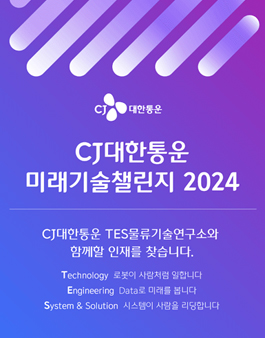 CJ 대한통운
CJ대한통운
미래기술챌린지 2024
CJ대한통운 TES물류기술연구소와
함께할 인재를 찾습니다.
Technology 로봇이 사람처럼 일합니다
Engineering Data로 미래를 봅니다
System & Solution 시스템이 사람을 리딩합니다